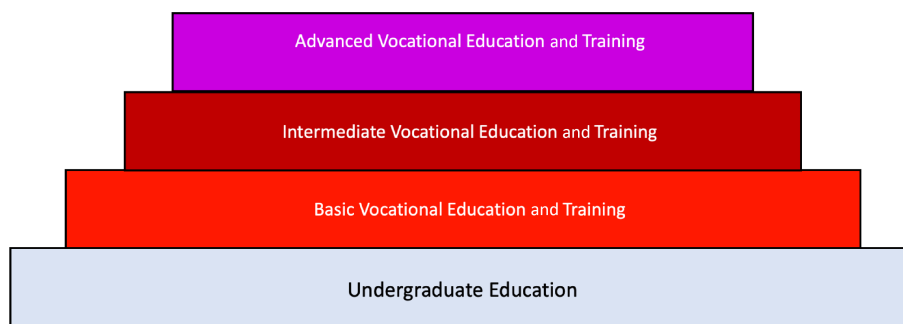 Advanced Vocational Education and Training
Intermediate Vocational Education and Training
Basic Vocational Education and Training
Undergraduate Education